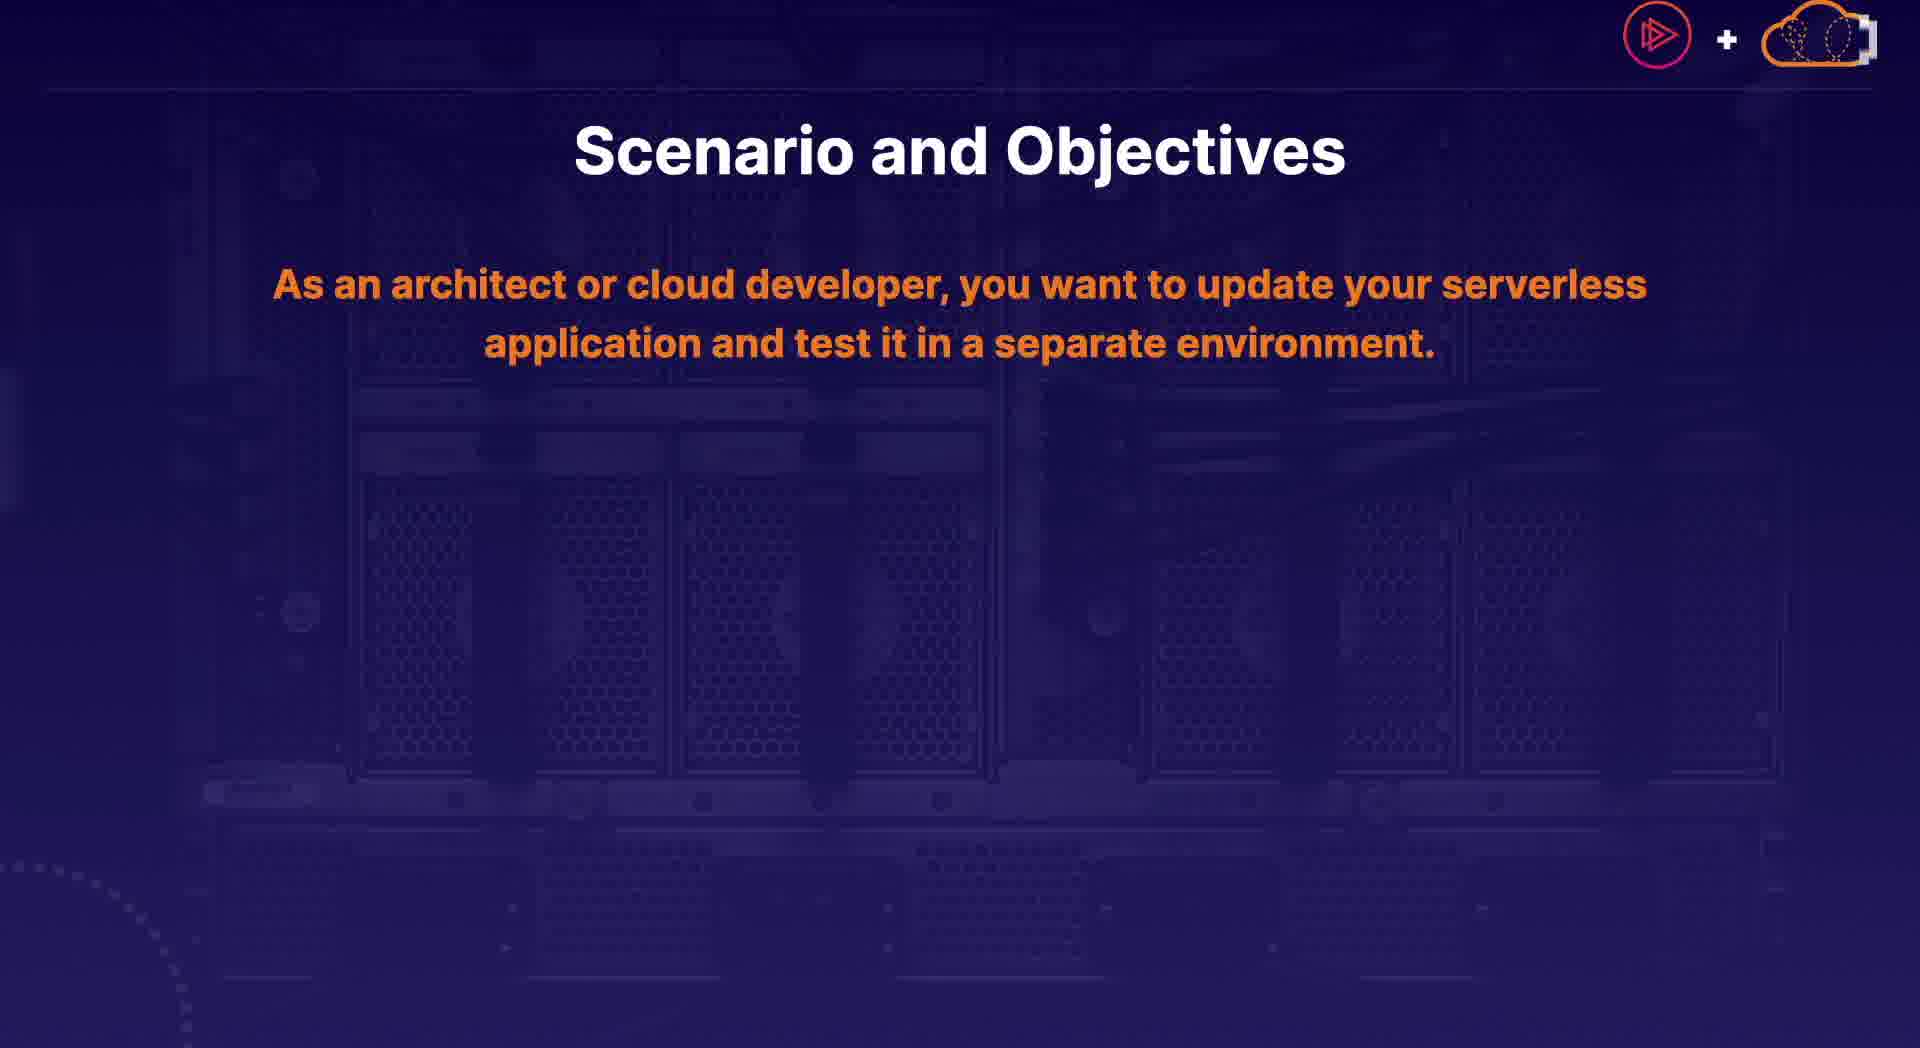 Scenario and Objectives
As an architect or cloud developer, you want to update your serverless
application and test it in a separate environment.